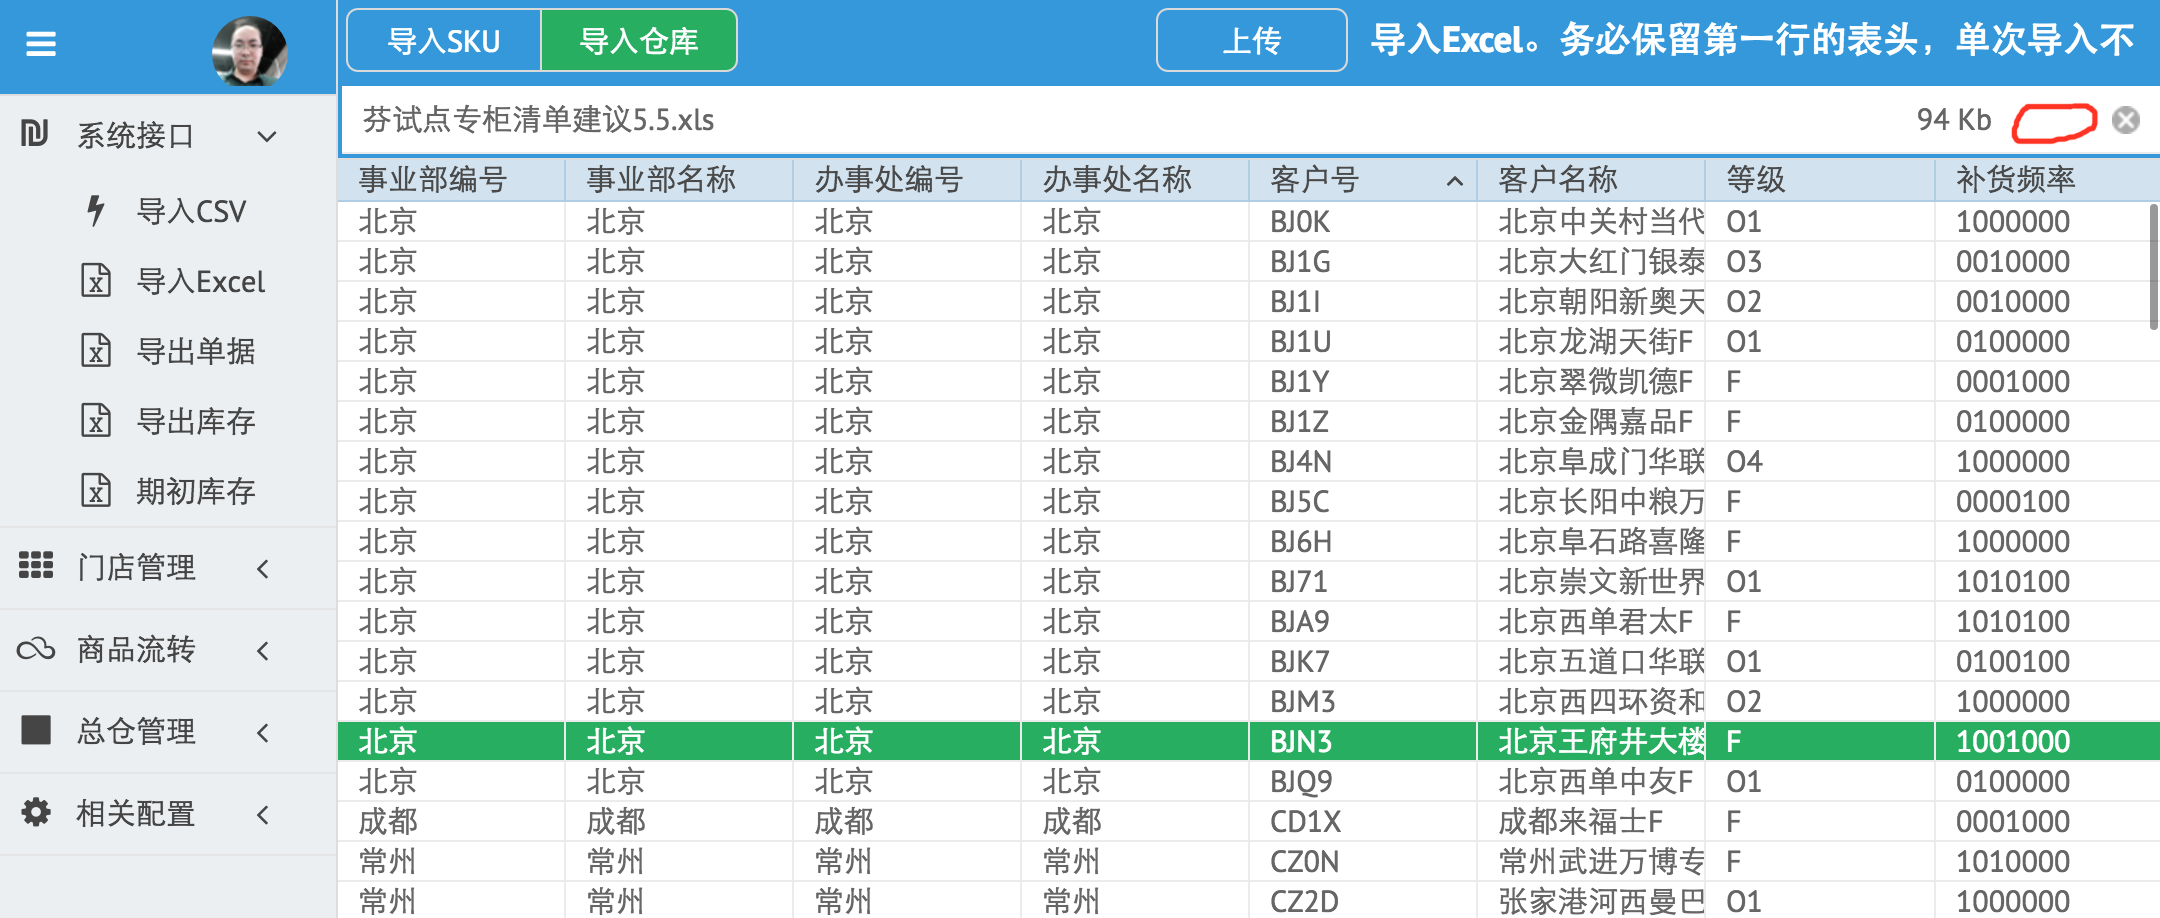 导入SKU 导入仓库 上传 导入Excel。务必保留第一行的表头，单次导入不
芬试点专柜清单建议5.5.xls 94 Kb
系统接口
导入CSV
导入Excel
导出单据
导出库存
期初库存
门店管理
商品流转
总仓管理
相关配置
事业部编号 事业部名称 办事处编号 办事处名称 客户号 客户名称 等级 补货频率
北京 北京 北京 北京 BJ0K 北京中关村当代 O1 1000000
北京 北京 北京 北京 BJ1G 北京大红门银泰 O3 0010000
北京 北京 北京 北京 BJ1I 北京朝阳新奥天 O2 0010000
北京 北京 北京 北京 BJ1U 北京龙湖天街F O1 0100000
北京 北京 北京 北京 BJ1Y 北京翠微凯德F F 0001000
北京 北京 北京 北京 BJ1Z 北京金隅嘉品F F 0100000
北京 北京 北京 北京 BJ4N 北京阜成门华联 O4 1000000
北京 北京 北京 北京 BJ5C 北京长阳中粮万 F 0000100
北京 北京 北京 北京 BJ6H 北京阜石路喜隆 F 1000000
北京 北京 北京 北京 BJ71 北京崇文新世界 O1 1010100
北京 北京 北京 北京 BJA9 北京西单君太F F 1010100
北京 北京 北京 北京 BJK7 北京五道口华联 O1 0100100
北京 北京 北京 北京 BJM3 北京西四环资和 O2 1000000
北京 北京 北京 北京 BJN3 北京王府井大楼 F 1001000
北京 北京 北京 北京 BJQ9 北京西单中友F O1 0100000
成都 成都 成都 成都 CD1X 成都来福士F F 0001000
常州 常州 常州 常州 CZ0N 常州武进万博专 F 1010000
常州 常州 常州 常州 CZ2D 张家港河西曼巴 O1 1000000